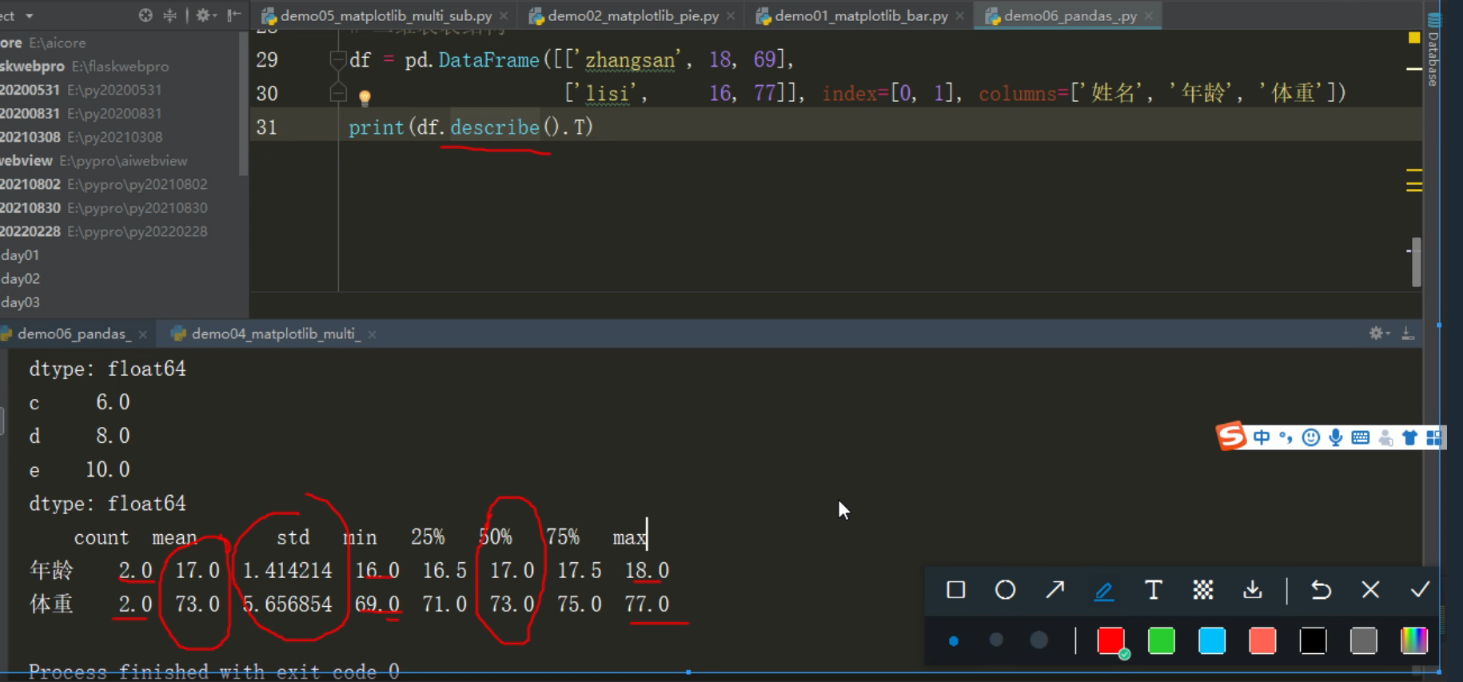 ect
demo05_matplotlib_multi_sub.py
demo02_matplotlib_pie.py
demo01_matplotlib_bar.py
demo06_pandas_.py
Database
ore E:\aicore
skwebpro E:\flaskwebpro
20200531 E:\py20200531
20200831 E:\py20200831
20210308 E:\py20210308
webview E:\pypro\aiwebview
20210802 E:\pypro\py20210802
20210830 E:\pypro\py20210830
20220228 E:\pypro\py20220228
day01
day02
day03
29 df = pd.DataFrame([['zhangsan', 18, 69],
30 ['lisi', 16, 77]], index=[0, 1], columns=['姓名', '年龄', '体重'])
31 print(df.describe().T)
demo06_pandas_
demo04_matplotlib_multi_
dtype: float64
c 6.0
d 8.0
e 10.0
dtype: float64
count mean std min 25% 50% 75% max
年龄 2.0 17.0 1.414214 16.0 16.5 17.0 17.5 18.0
体重 2.0 73.0 5.656854 69.0 71.0 73.0 75.0 77.0
Process finished with exit code 0
S 中
T